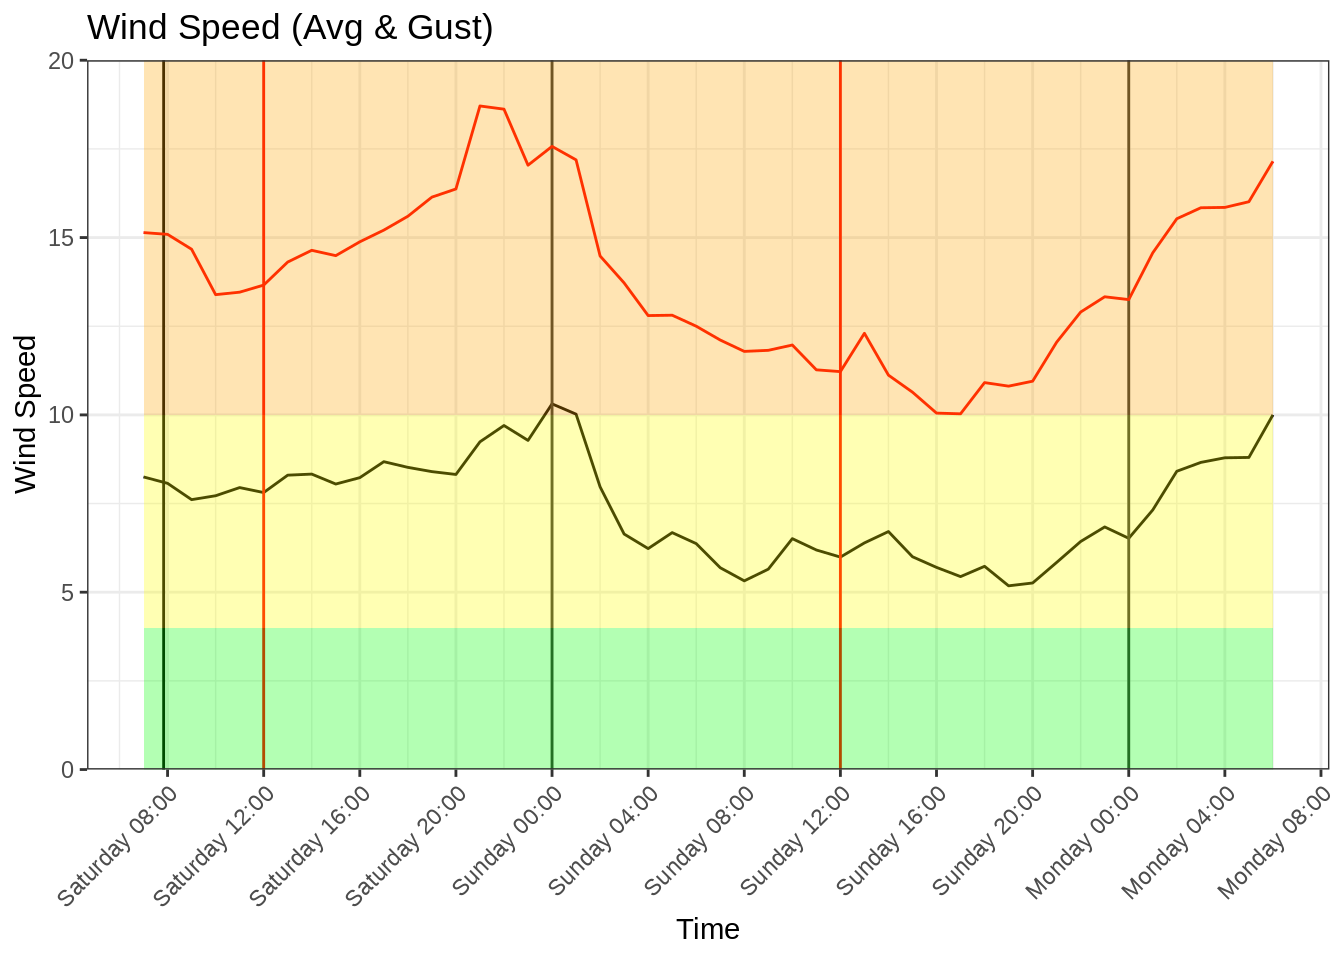 Wind Speed (Avg & Gust)
20
15
10
5
0
Wind Speed
Saturday 08:00
Saturday 12:00
Saturday 16:00
Saturday 20:00
Sunday 00:00
Sunday 04:00
Sunday 08:00
Sunday 12:00
Sunday 16:00
Sunday 20:00
Monday 00:00
Monday 04:00
Monday 08:00
Time